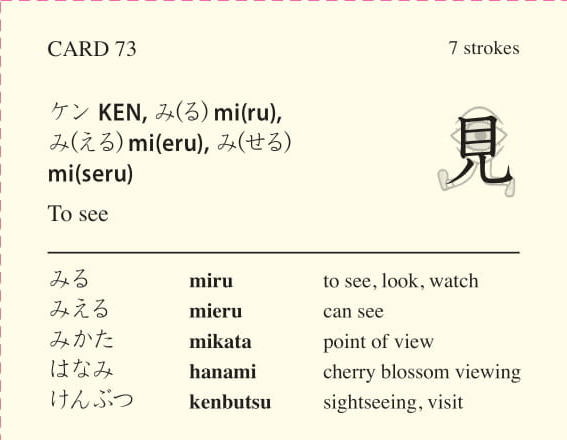 CARD 73 7 strokes
ケン KEN, み(る) mi(ru),
み(える) mi(eru), み(せる)
mi(seru)
見
To see
みる miru to see, look, watch
みえる mieru can see
みかた mikata point of view
はなみ hanami cherry blossom viewing
けんぶつ kenbutsu sightseeing, visit